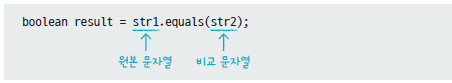 boolean result = str1.equals(str2);
원본 문자열 비교 문자열